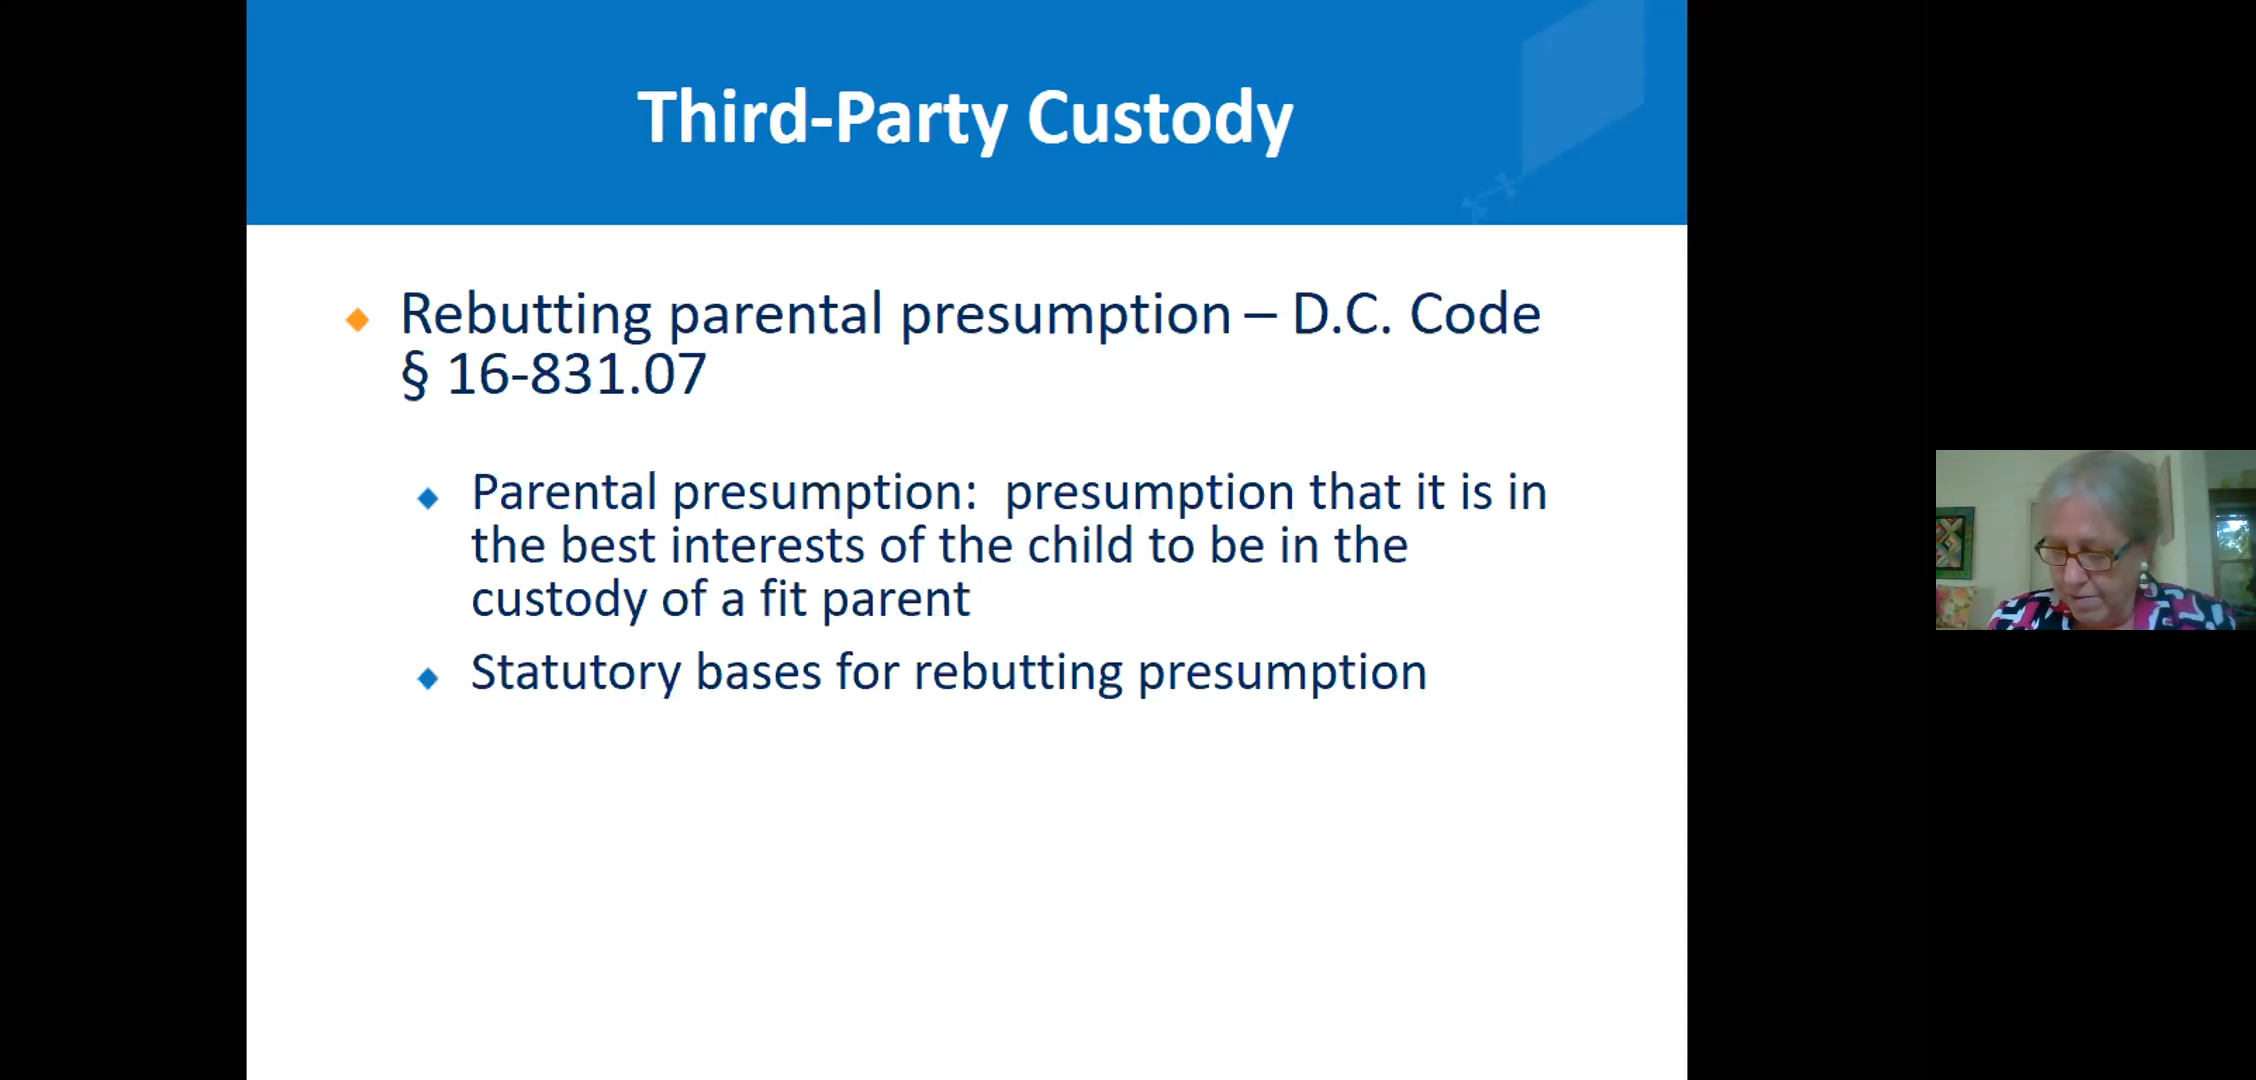 Third-Party Custody
Rebutting parental presumption – D.C. Code
§ 16-831.07
Parental presumption:  presumption that it is in
the best interests of the child to be in the
custody of a fit parent
Statutory bases for rebutting presumption